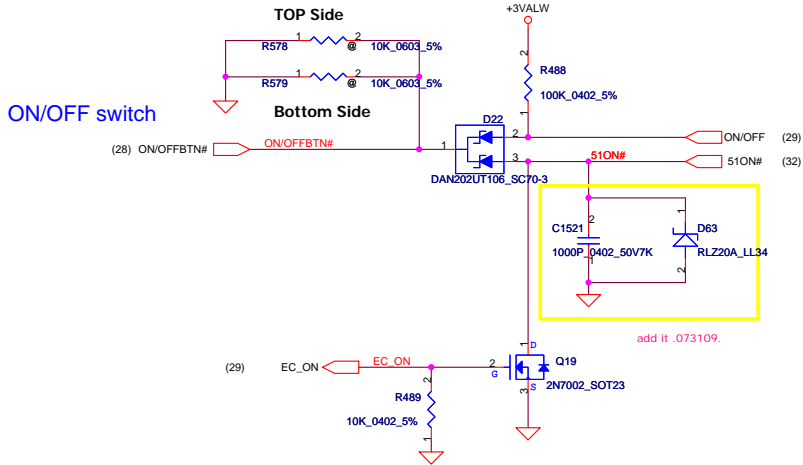 TOP Side
+3VALW
1 2
R578 @ 10K_0603_5%
1 2
R579 @ 10K_0603_5%
2
R488
100K_0402_5%
1
ON/OFF switch
Bottom Side
D22
2 ON/OFF (29)
(28) ON/OFFBTN# ON/OFFBTN# 1
3 51ON# 51ON# (32)
DAN202UT106_SC70-3
2 1
C1521 D63
1000P_0402_50V7K RLZ20A_LL34
1 2
add it .073109.
1 D
Q19
(29) EC_ON EC_ON 2 G
S
2N7002_SOT23
3
2
R489
10K_0402_5%
1